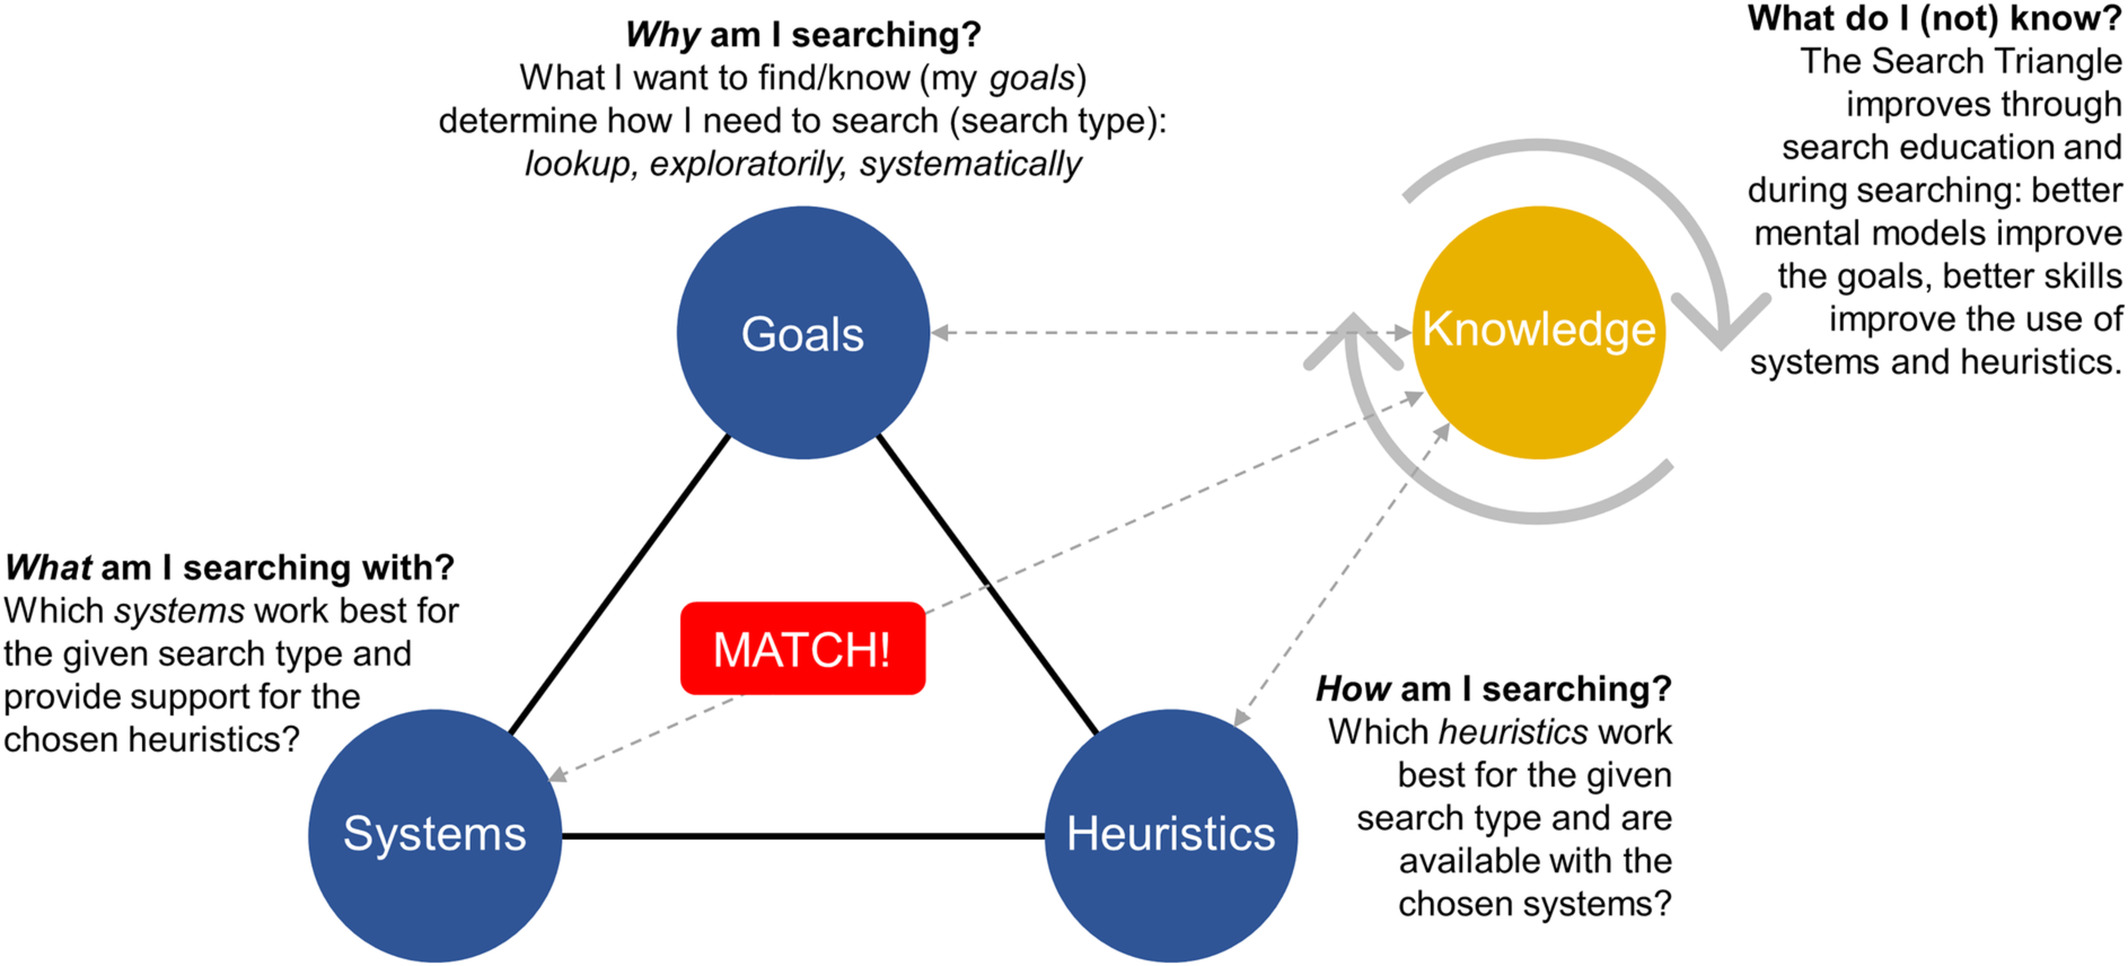 Why am I searching?
What I want to find/know (my goals)
determine how I need to search (search type):
lookup, exploratorily, systematically
What do I (not) know?
The Search Triangle
improves through
search education and
during searching: better
mental models improve
the goals, better skills
improve the use of
systems and heuristics.
Goals
Knowledge
What am I searching with?
Which systems work best for
the given search type and
provide support for the
chosen heuristics?
MATCH!
How am I searching?
Which heuristics work
best for the given
search type and are
available with the
chosen systems?
Systems
Heuristics